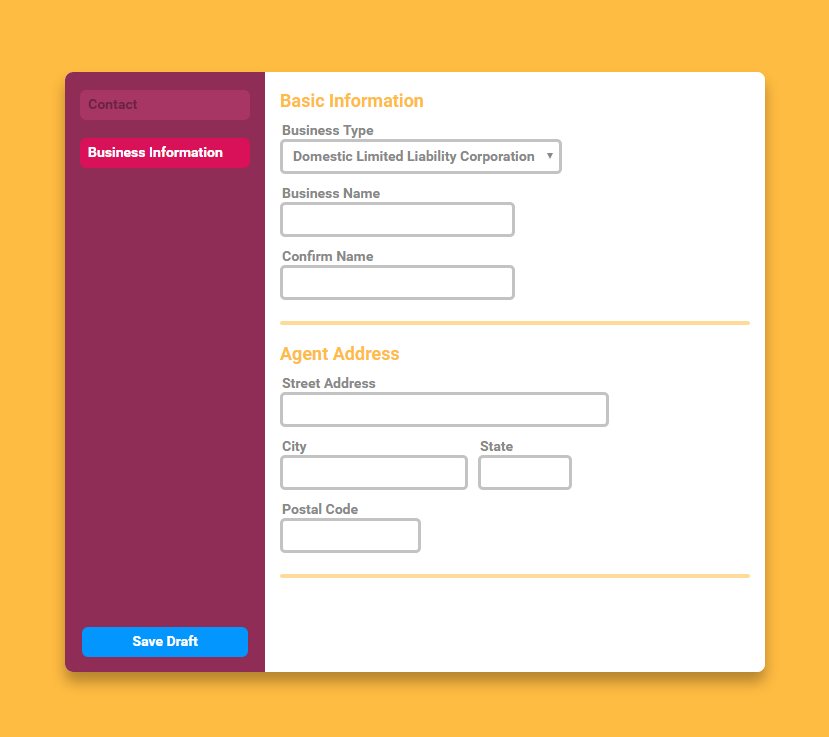 Contact
Business Information
Save Draft
Basic Information
Business Type
Domestic Limited Liability Corporation
Business Name
Confirm Name
Agent Address
Street Address
City
State
Postal Code